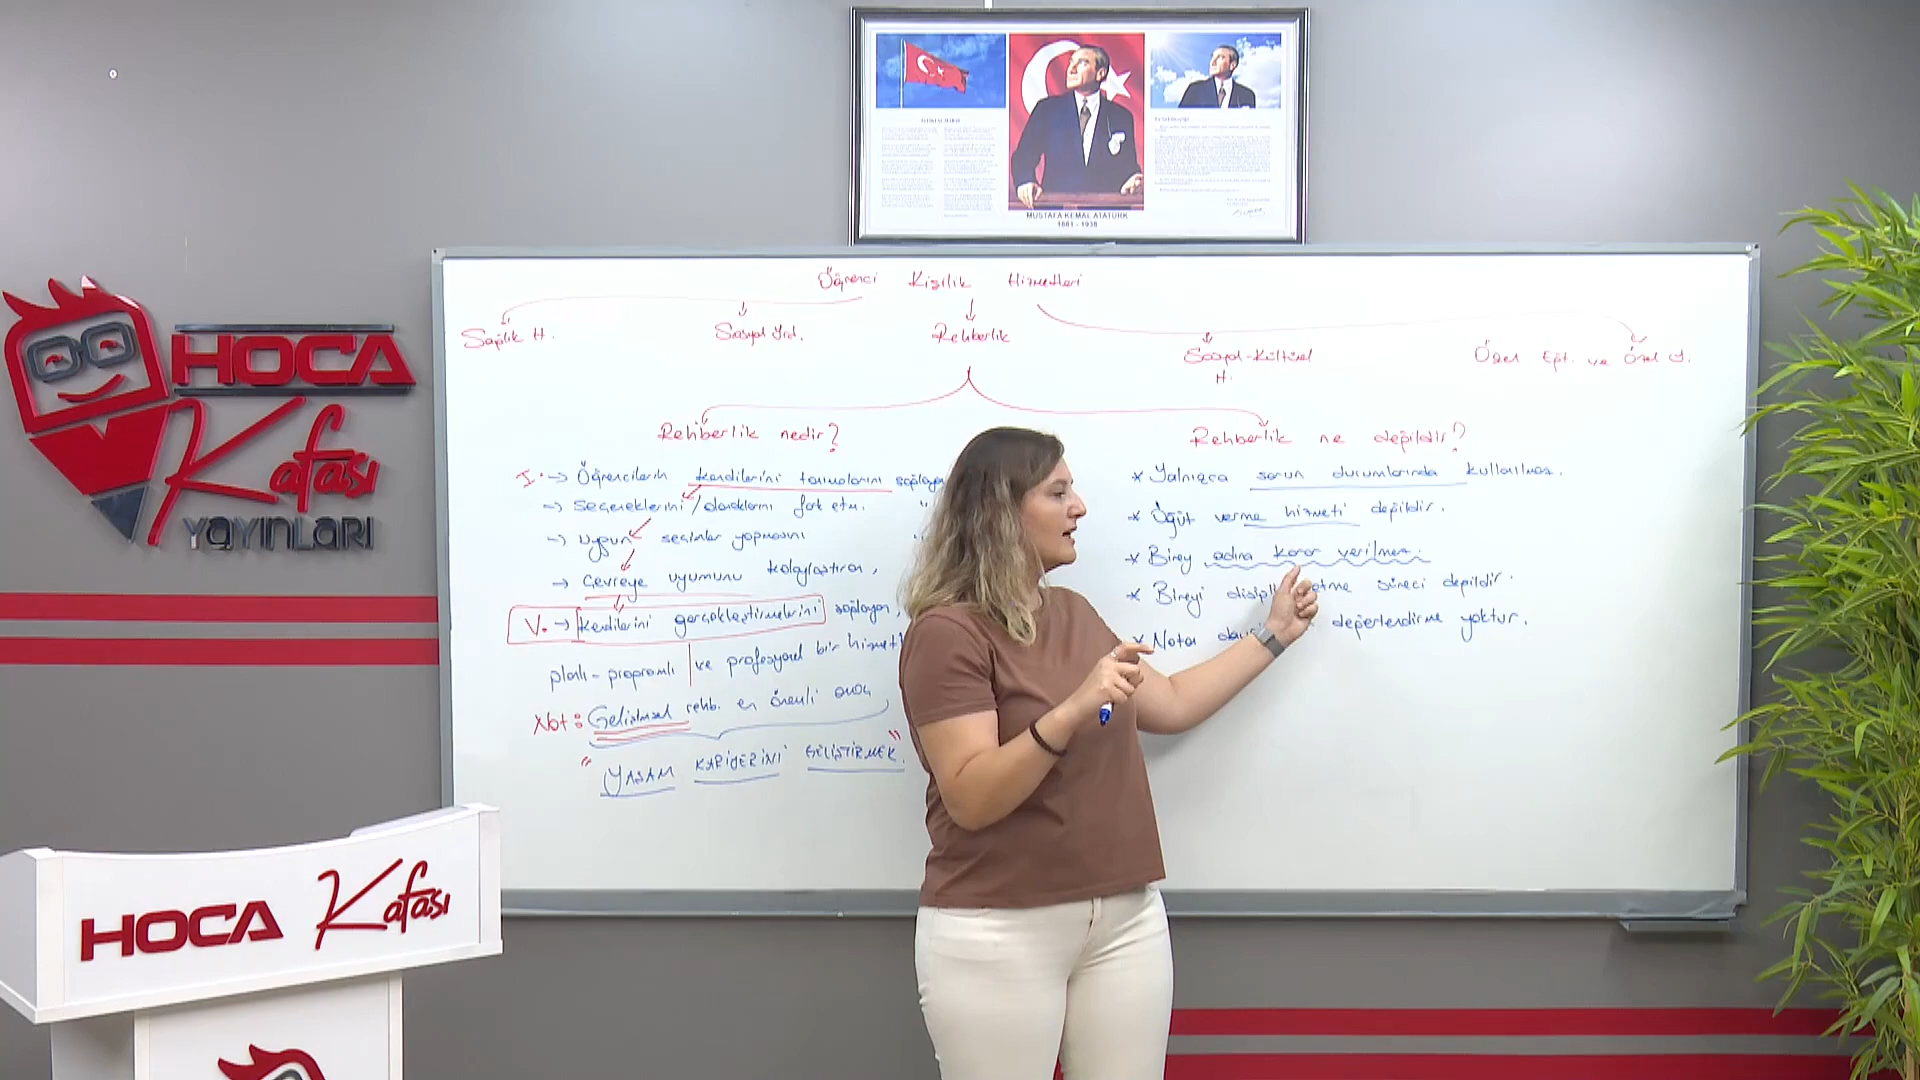 MUSTAFA KEMAL ATATÜRK
1881 - 1938
Öğrenci Kişilik Hizmetleri
Sağlık H.
Sosyal Yrd.
Rehberlik
Sosyal-Kültürel
H.
Özel Eğt. ve Özel Y.
Rehberlik nedir?
I. → Öğrencilerin kendilerini tanımalarını sağlayan
→ Seçeneklerini/olanaklarını fark etm.
→ Uygun seçimler yapmasını
→ Çevreye uyumunu kolaylaştıran,
V. → Kendilerini gerçekleştirmelerini sağlayan,
planlı-programlı ve profesyonel bir hizmet
Not: Gelişimsel rehb. en önemli amaç
"YAŞAM KARİYERİNİ GELİŞTİRMEK"
Rehberlik ne değildir?
* Yalnızca sorun durumlarında kullanılmaz.
* Öğüt verme hizmeti değildir.
* Birey adına karar verilmez.
* Bireyi disipl etme süreci değildir.
* Notla değerlendirme yoktur.
HOCA
Kafası
YAYINLARI
HOCA Kafası